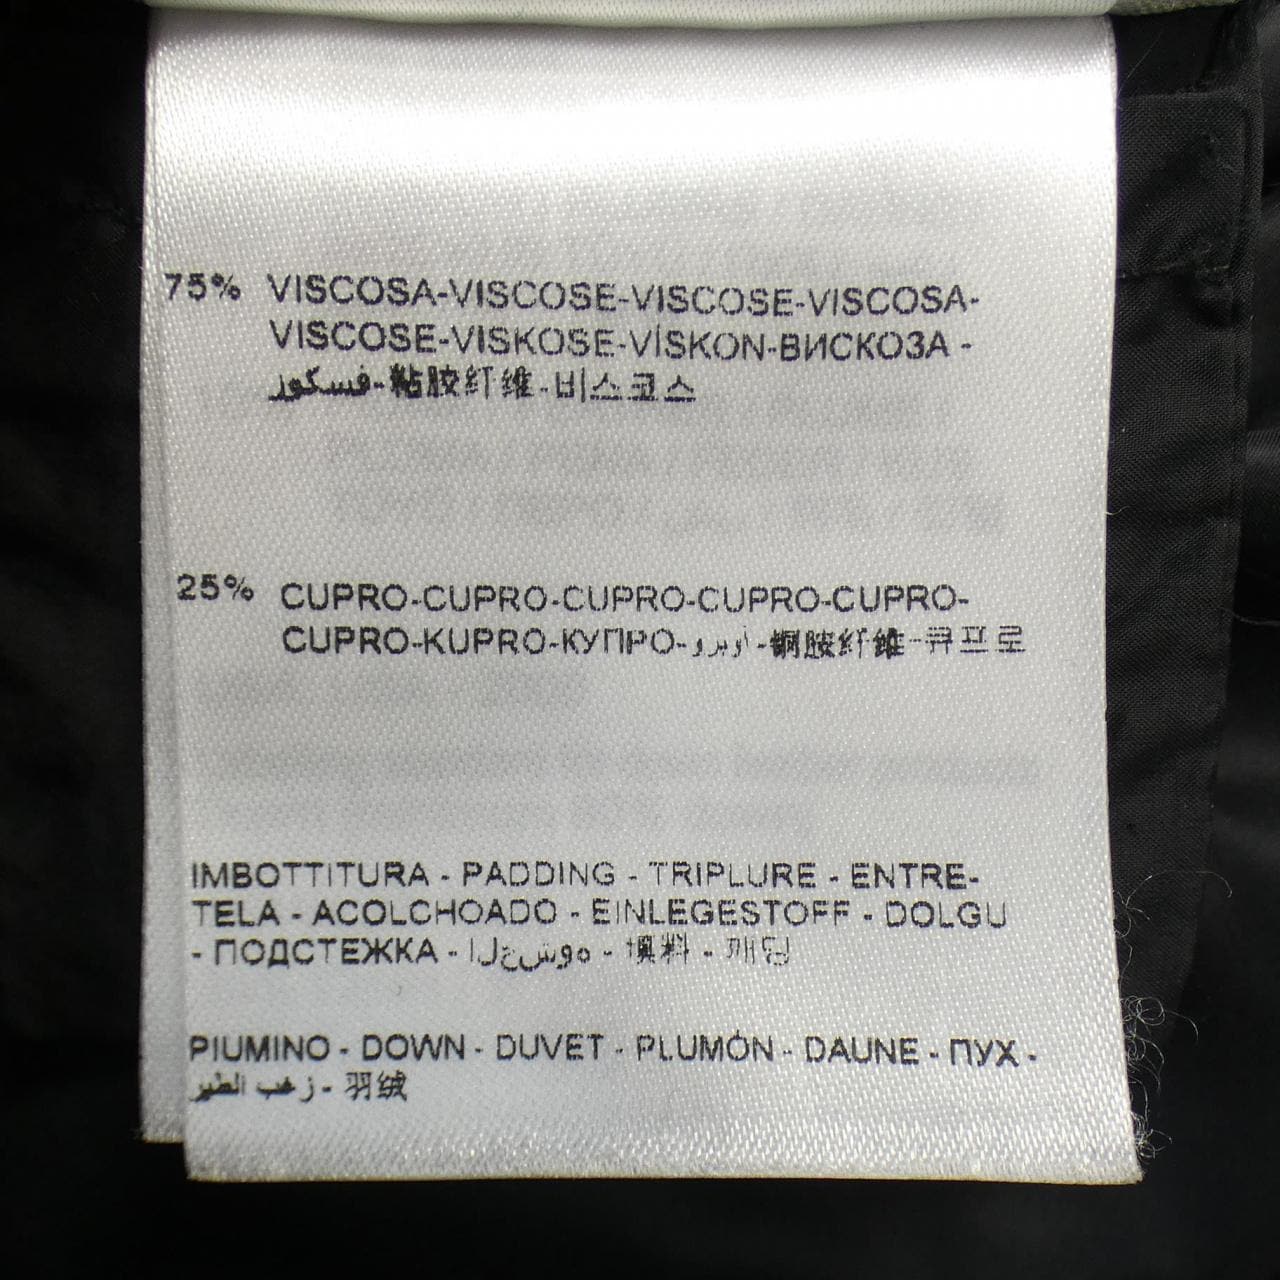 75% VISCOSA-VISCOSE-VISCOSE-VISCOSA-
VISCOSE-VISKOSE-VİSKON-ВИСКОЗА -
فسكوز-粘胶纤维-비스코스
25% CUPRO-CUPRO-CUPRO-CUPRO-CUPRO-
CUPRO-KUPRO-КУПРО- -铜胺纤维-큐프로
IMBOTTITURA - PADDING - TRIPLURE - ENTRE-
TELA - ACOLCHOADO - EINLEGESTOFF - DOLGU
- ПОДСТЕЖКА - الحشوه - 填料 - 패딩
PIUMINO - DOWN - DUVET - PLUMÓN - DAUNE - ПУХ -
زغب الطير - 羽绒